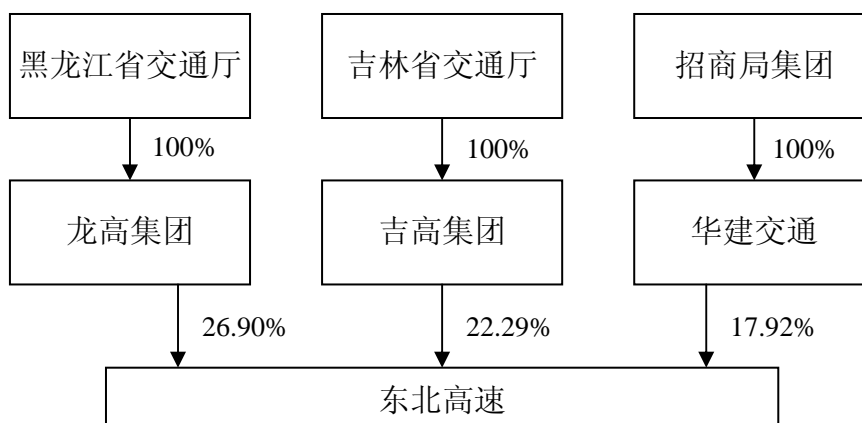 黑龙江省交通厅
吉林省交通厅
招商局集团
100%
100%
100%
龙高集团
吉高集团
华建交通
26.90%
22.29%
17.92%
东北高速